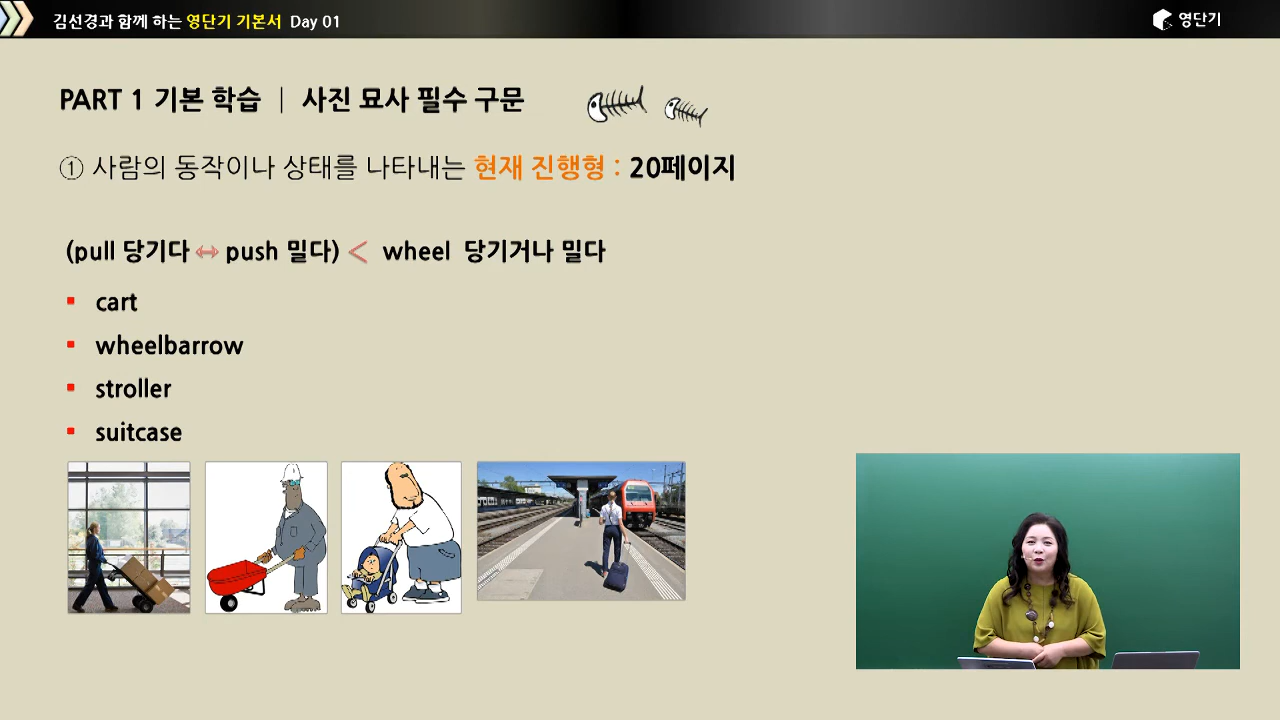 김선경과 함께 하는 영단기 기본서 Day 01
영단기
PART 1 기본 학습 | 사진 묘사 필수 구문
① 사람의 동작이나 상태를 나타내는 현재 진행형 : 20페이지
(pull 당기다 ⇔ push 밀다) < wheel 당기거나 밀다
▪ cart
▪ wheelbarrow
▪ stroller
▪ suitcase